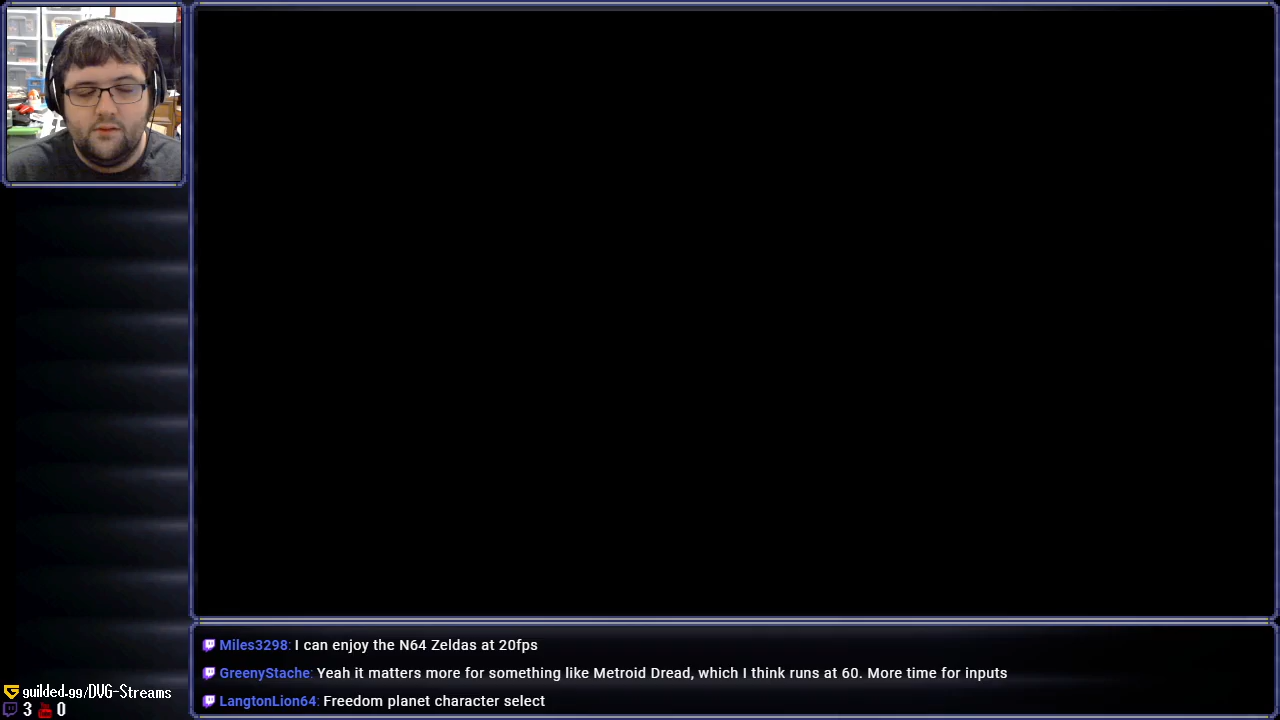 Miles3298: I can enjoy the N64 Zeldas at 20fps
GreenyStache: Yeah it matters more for something like Metroid Dread, which I think runs at 60. More time for inputs
LangtonLion64: Freedom planet character select
guilded.gg/DVG-Streams
3 0